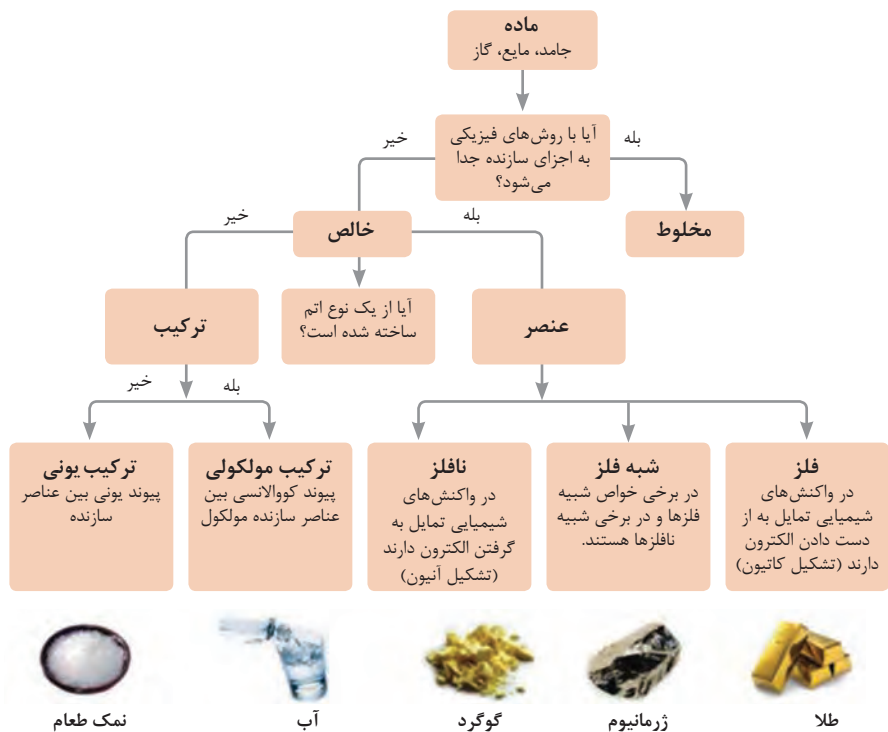 ماده
جامد، مایع، گاز
آیا با روش‌های فیزیکی
به اجزای سازنده جدا
می‌شود؟
بله
خیر
مخلوط
خالص
بله
خیر
آیا از یک نوع اتم
ساخته شده است؟
عنصر
ترکیب
بله
خیر
فلز
در واکنش‌های
شیمیایی تمایل به از
دست دادن الکترون
دارند (تشکیل کاتیون)
شبه فلز
در برخی خواص شبیه
فلزها و در برخی شبیه
نافلزها هستند.
نافلز
در واکنش‌های
شیمیایی تمایل به
گرفتن الکترون دارند
(تشکیل آنیون)
ترکیب مولکولی
پیوند کووالانسی بین
عناصر سازنده مولکول
ترکیب یونی
پیوند یونی بین عناصر
سازنده
طلا
ژرمانیوم
گوگرد
آب
نمک طعام